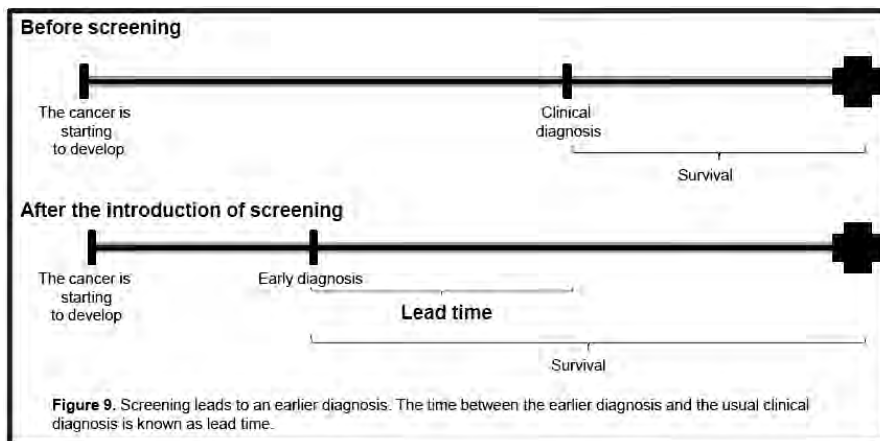 Before screening
The cancer is
starting
to develop
Clinical
diagnosis
Survival
After the introduction of screening
The cancer is
starting
to develop
Early diagnosis
Lead time
Survival
Figure 9. Screening leads to an earlier diagnosis. The time between the earlier diagnosis and the usual clinical
diagnosis is known as lead time.